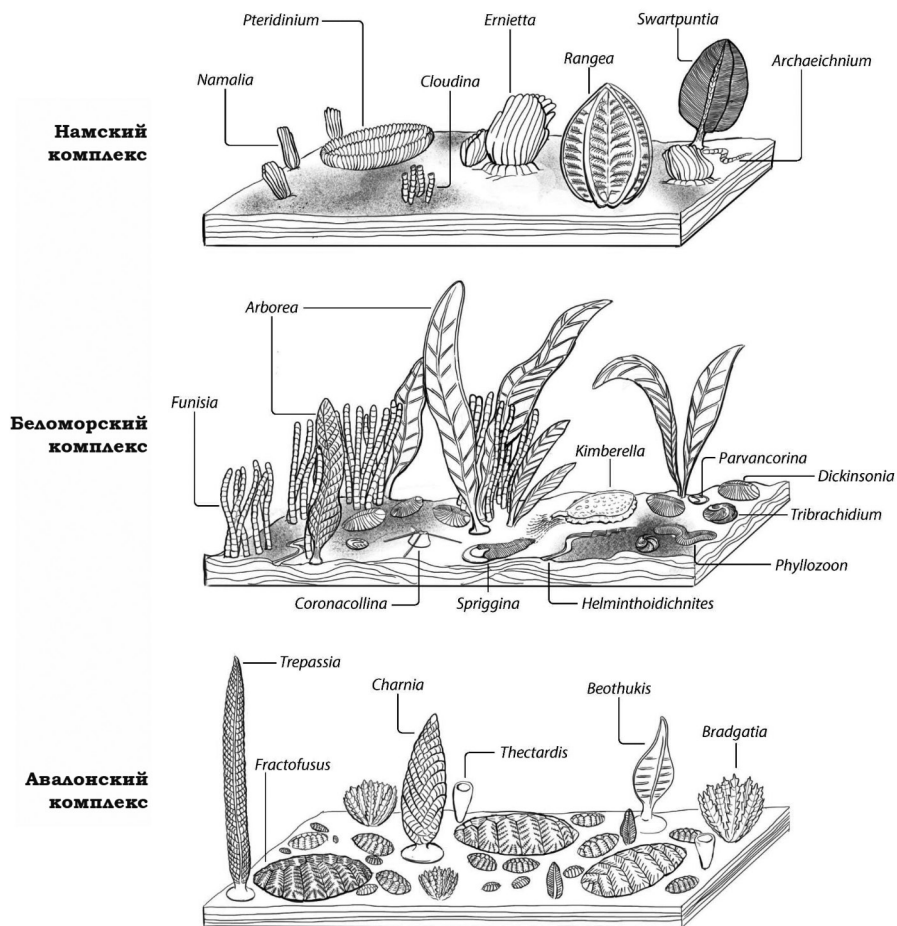 Pteridinium
Ernietta
Swartpuntia
Rangea
Archaeichnium
Namalia
Cloudina
Намский
комплекс
Arborea
Funisia
Беломорский
комплекс
Kimberella
Parvancorina
Dickinsonia
Tribrachidium
Phyllozoon
Coronacollina
Spriggina
Helminthoidichnites
Trepassia
Charnia
Beothukis
Bradgatia
Thectardis
Fractofusus
Авалонский
комплекс